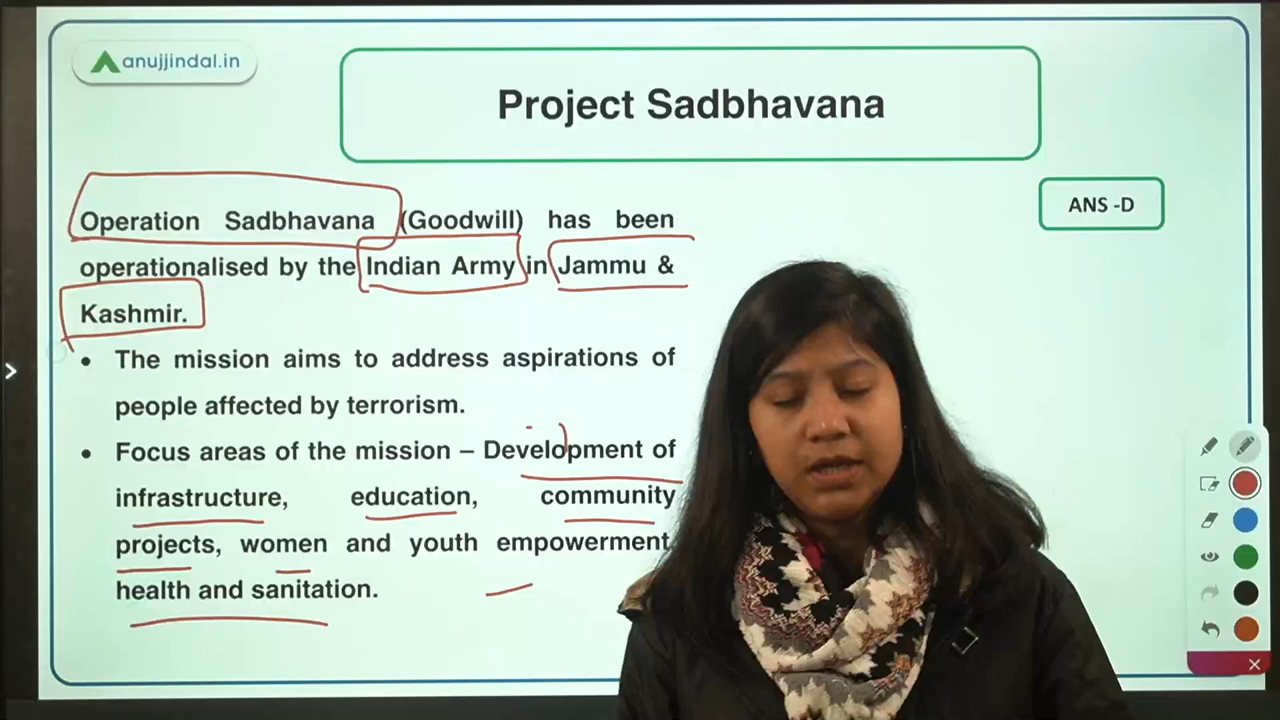 anujjindal.in
Project Sadbhavana
ANS -D
Operation Sadbhavana (Goodwill) has been
operationalised by the Indian Army in Jammu &
Kashmir.
• The mission aims to address aspirations of
people affected by terrorism.
• Focus areas of the mission – Development of
infrastructure, education, community
projects, women and youth empowerment
health and sanitation.